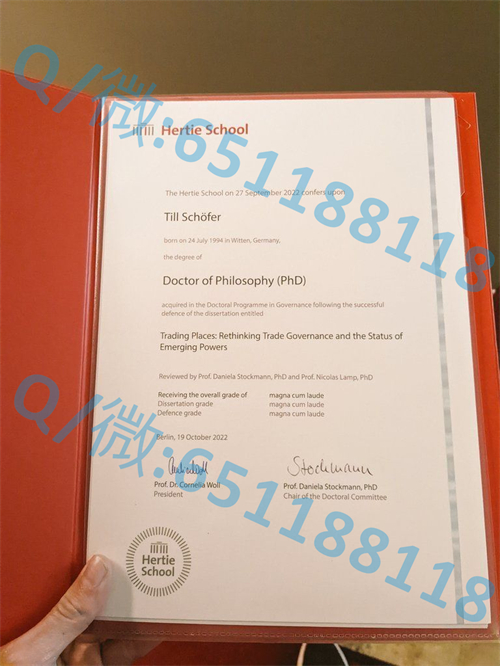 Q/微:651188118
Hertie School
The Hertie School on 27 September 2022 confers upon
Till Schöfer
born on 24 July 1994 in Witten, Germany,
the degree of
Doctor of Philosophy (PhD)
acquired in the Doctoral Programme in Governance following the successful
defence of the dissertation entitled
Trading Places: Rethinking Trade Governance and the Status of
Emerging Powers
Reviewed by Prof. Daniela Stockmann, PhD and Prof. Nicolas Lamp, PhD
Receiving the overall grade of magna cum laude
Dissertation grade magna cum laude
Defence grade magna cum laude
Q/微:651188118
Berlin, 19 October 2022
Stockmann
Prof. Dr. Cornelia Woll Prof. Daniela Stockmann, PhD
President Chair of the Doctoral Committee
Hertie
School